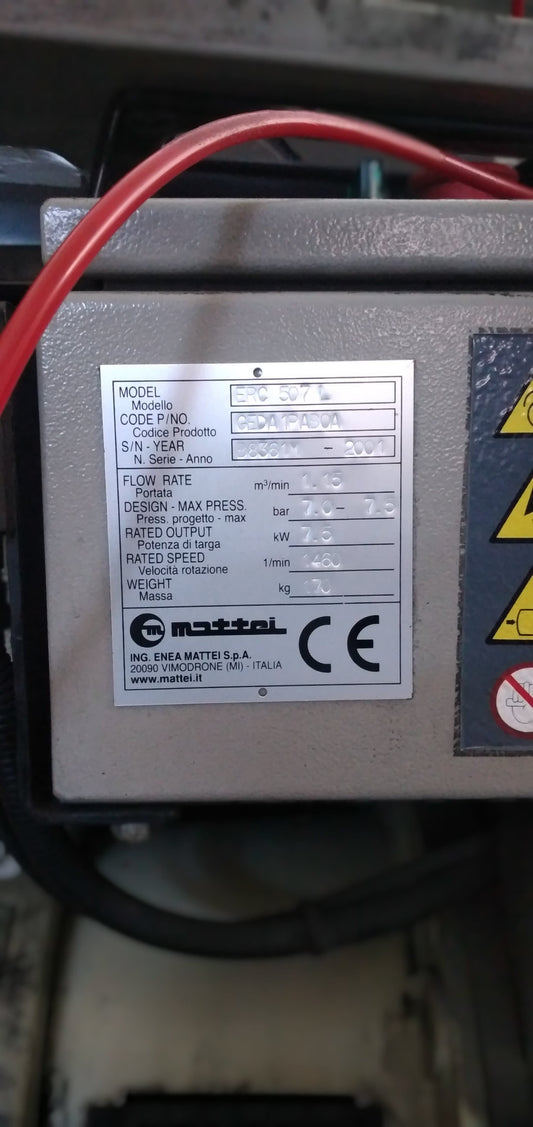 MODEL ERC 507 L
Modello
CODE P/NO. CEDA1PA30A
Codice Prodotto
S/N - YEAR - 2001
N. Serie - Anno
FLOW RATE m³/min 1.15
Portata
DESIGN - MAX PRESS. bar 7.0 - 7.5
Press. progetto - max
RATED OUTPUT kW 7.5
Potenza di targa
RATED SPEED 1/min 1460
Velocità rotazione
WEIGHT kg 170
Massa
m mattei CE
ING. ENEA MATTEI S.p.A.
20090 VIMODRONE (MI) - ITALIA
www.mattei.it